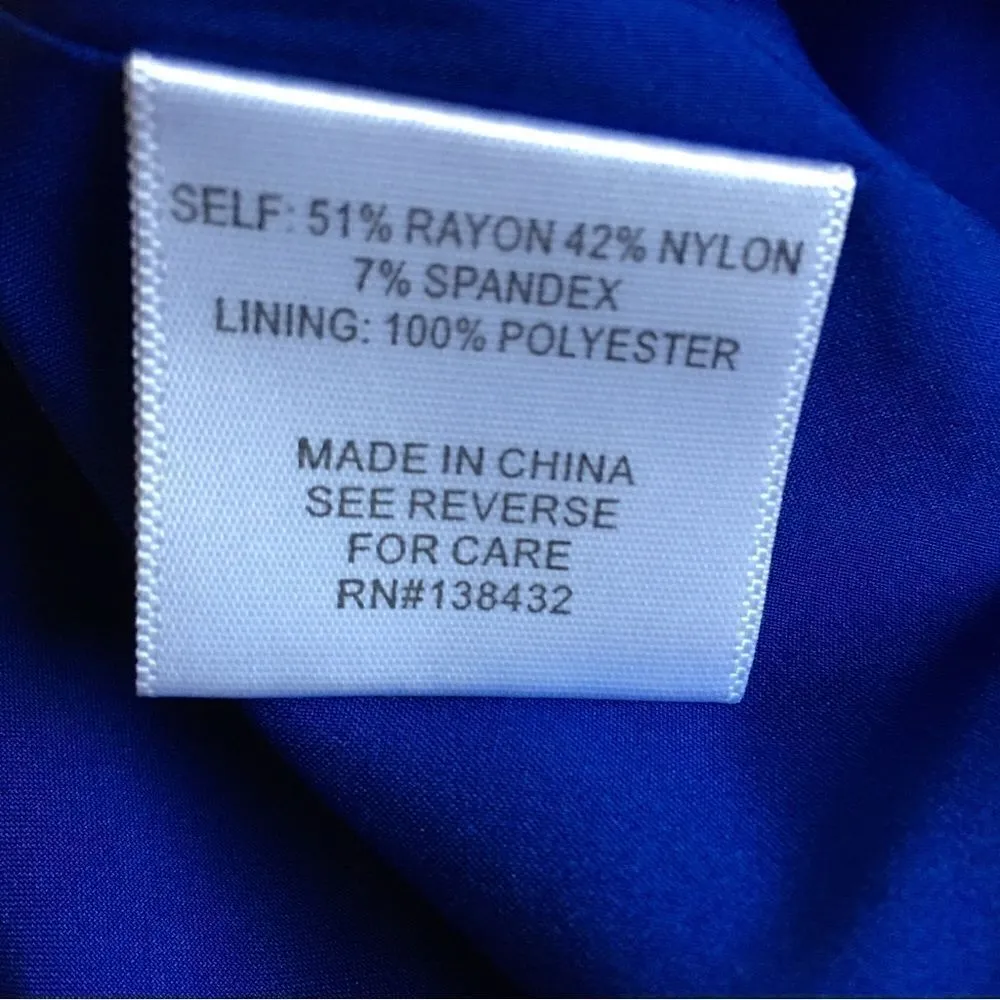 SELF: 51% RAYON 42% NYLON
7% SPANDEX
LINING: 100% POLYESTER
MADE IN CHINA
SEE REVERSE
FOR CARE
RN#138432